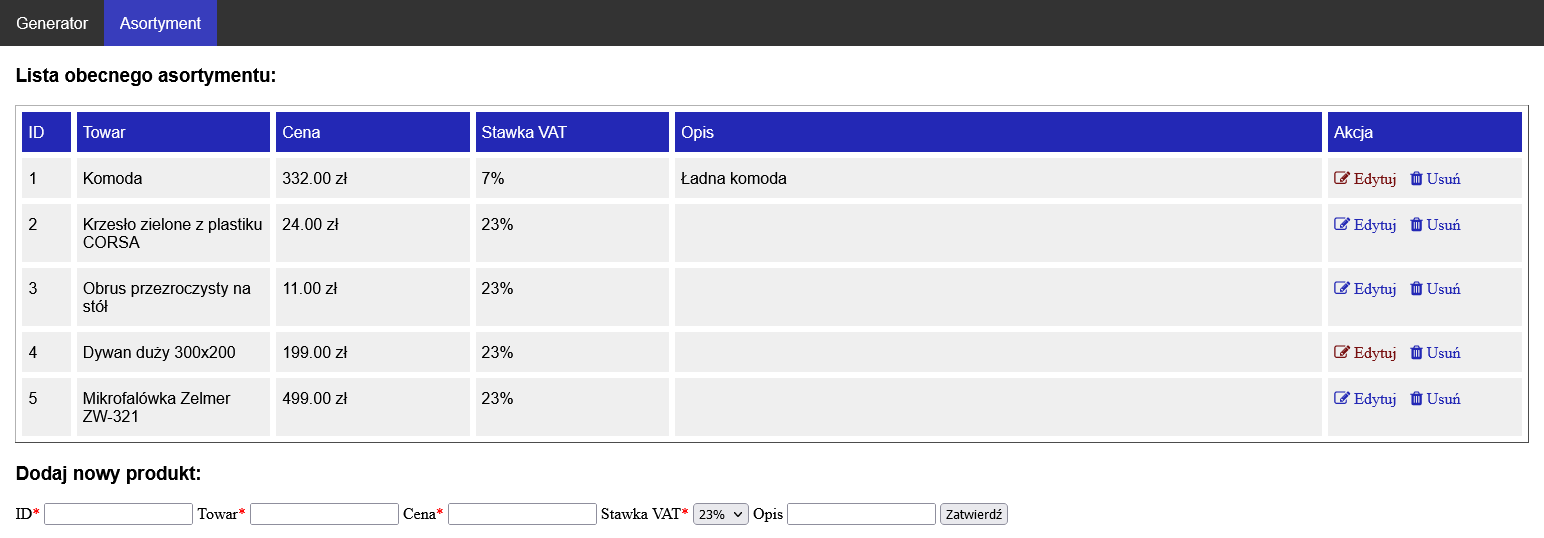 Generator Asortyment
Lista obecnego asortymentu:
ID Towar Cena Stawka VAT Opis Akcja
1 Komoda 332.00 zł 7% Ładna komoda Edytuj Usuń
2 Krzesło zielone z plastiku 24.00 zł 23% Edytuj Usuń
CORSA
3 Obrus przezroczysty na 11.00 zł 23% Edytuj Usuń
stół
4 Dywan duży 300x200 199.00 zł 23% Edytuj Usuń
5 Mikrofalówka Zelmer 499.00 zł 23% Edytuj Usuń
ZW-321
Dodaj nowy produkt:
ID* Towar* Cena* Stawka VAT* 23% Opis Zatwierdź